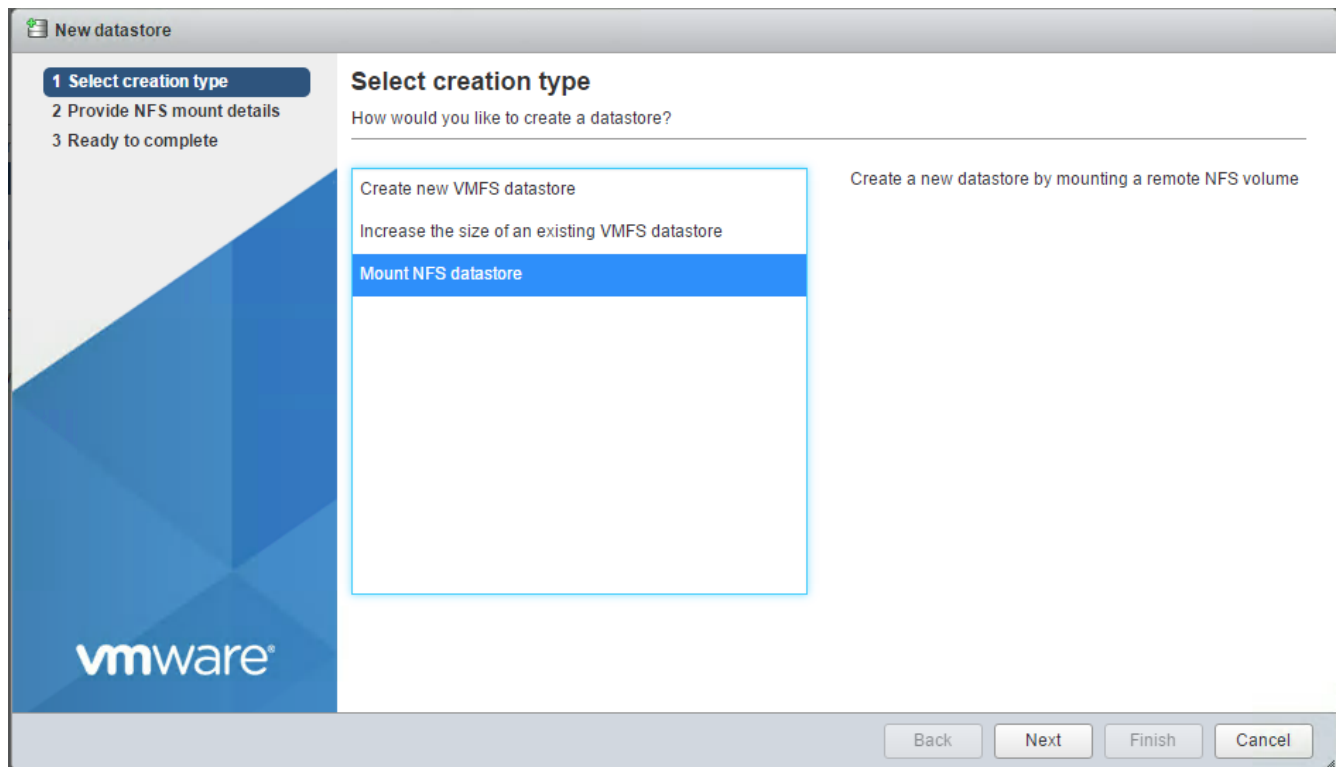 New datastore
1 Select creation type
2 Provide NFS mount details
3 Ready to complete
Select creation type
How would you like to create a datastore?
Create new VMFS datastore
Increase the size of an existing VMFS datastore
Mount NFS datastore
Create a new datastore by mounting a remote NFS volume
vmware®
Back
Next
Finish
Cancel